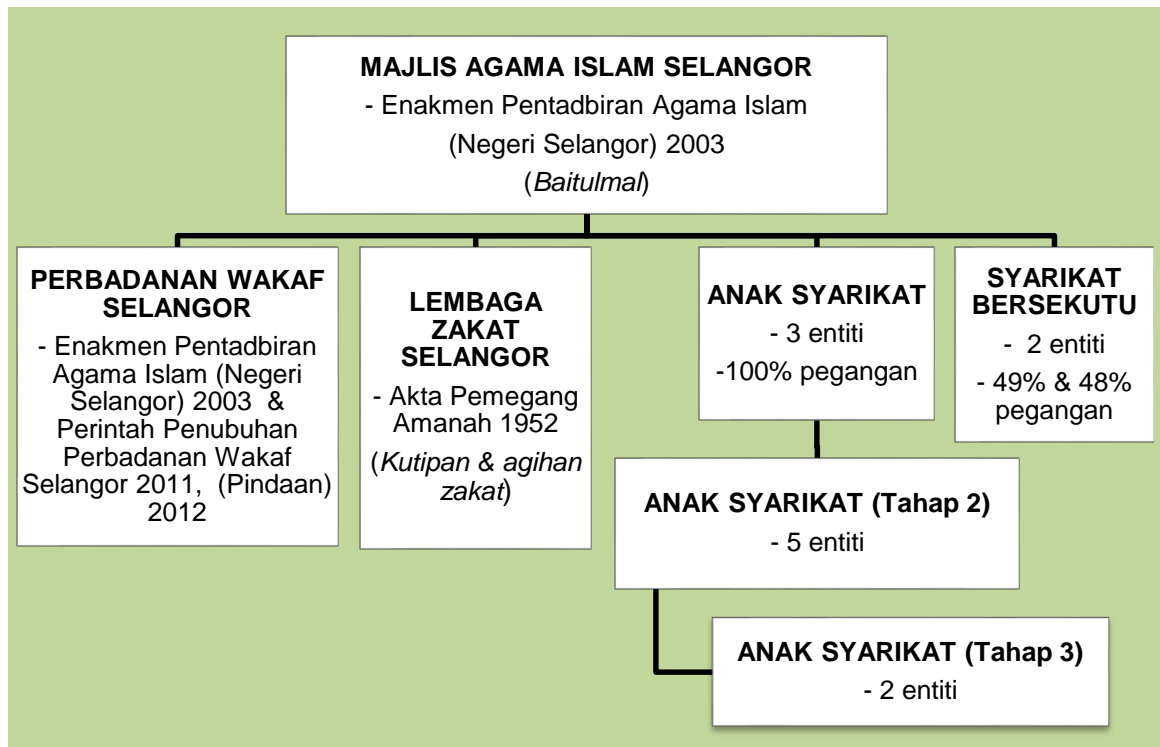 MAJLIS AGAMA ISLAM SELANGOR
- Enakmen Pentadbiran Agama Islam
(Negeri Selangor) 2003
(Baitulmal)
PERBADANAN WAKAF
SELANGOR
- Enakmen Pentadbiran
Agama Islam (Negeri
Selangor) 2003 &
Perintah Penubuhan
Perbadanan Wakaf
Selangor 2011, (Pindaan)
2012
LEMBAGA
ZAKAT
SELANGOR
- Akta Pemegang
Amanah 1952
(Kutipan & agihan
zakat)
ANAK SYARIKAT
- 3 entiti
-100% pegangan
SYARIKAT
BERSEKUTU
- 2 entiti
- 49% & 48%
pegangan
ANAK SYARIKAT (Tahap 2)
- 5 entiti
ANAK SYARIKAT (Tahap 3)
- 2 entiti